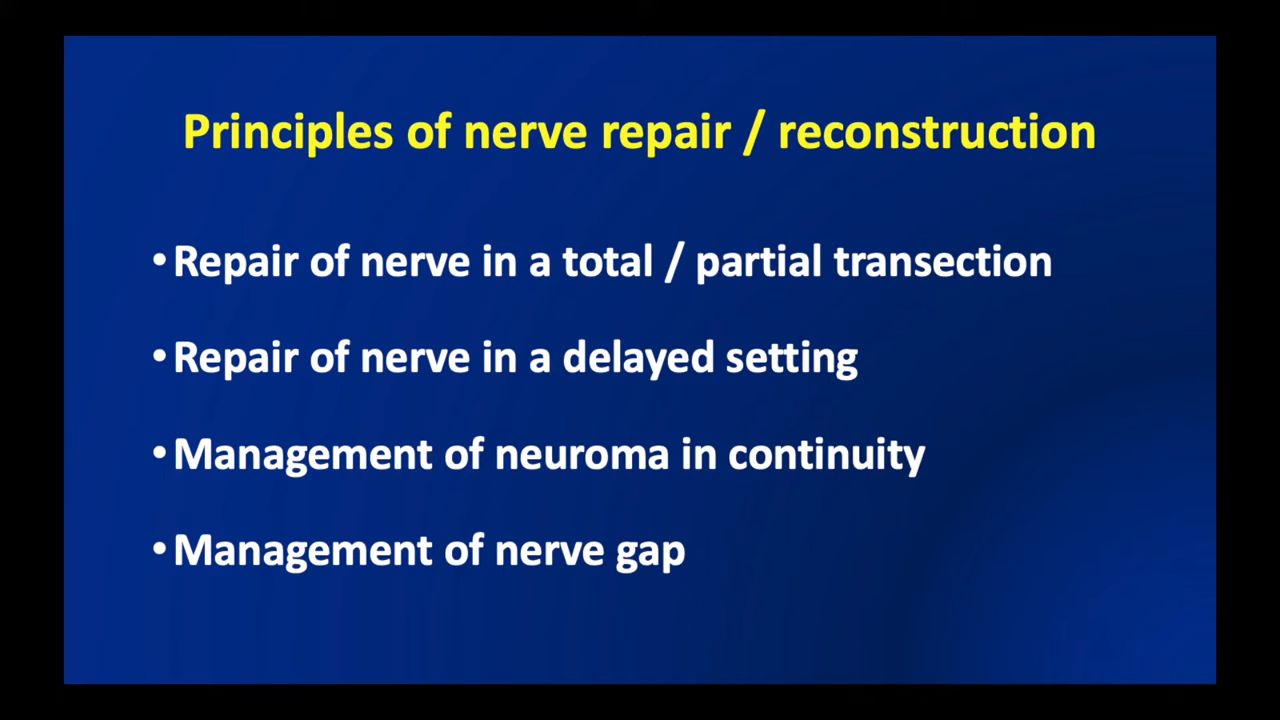 Principles of nerve repair / reconstruction
•Repair of nerve in a total / partial transection
•Repair of nerve in a delayed setting
•Management of neuroma in continuity
•Management of nerve gap